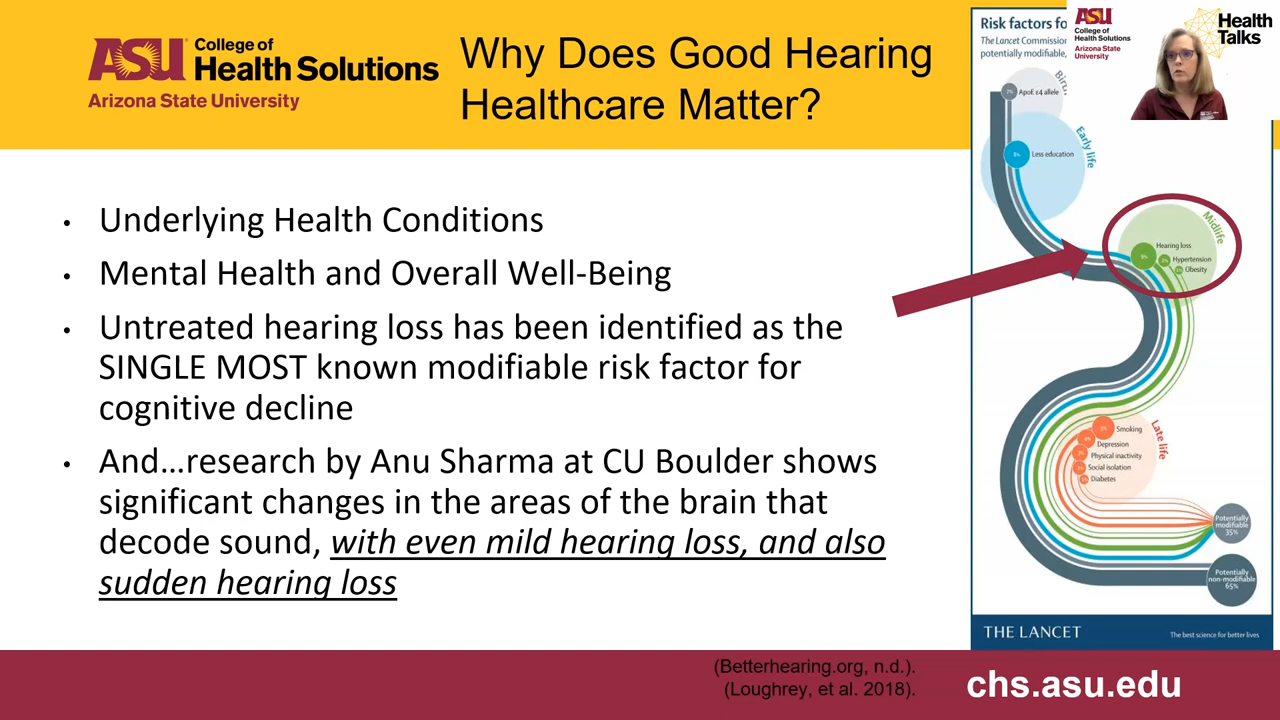 ASU College of
Health Solutions
Arizona State University
Why Does Good Hearing
Healthcare Matter?
• Underlying Health Conditions
• Mental Health and Overall Well-Being
• Untreated hearing loss has been identified as the
SINGLE MOST known modifiable risk factor for
cognitive decline
• And…research by Anu Sharma at CU Boulder shows
significant changes in the areas of the brain that
decode sound, with even mild hearing loss, and also
sudden hearing loss
Risk factors fo
The Lancet Commission
potentially modifiable,
ASU
College of
Health Solutions
Arizona State
University
Health
Talks
7%
ApoE ε4 allele
Early life
8%
Less education
Midlife
Hearing loss
9%
Hypertension
2%
Obesity
Late life
5%
Smoking
4%
Depression
Physical inactivity
Social isolation
Diabetes
Potentially
modifiable
35%
Potentially
non-modifiable
65%
THE LANCET
The best science for better lives
(Betterhearing.org, n.d.).
(Loughrey, et al. 2018).
chs.asu.edu